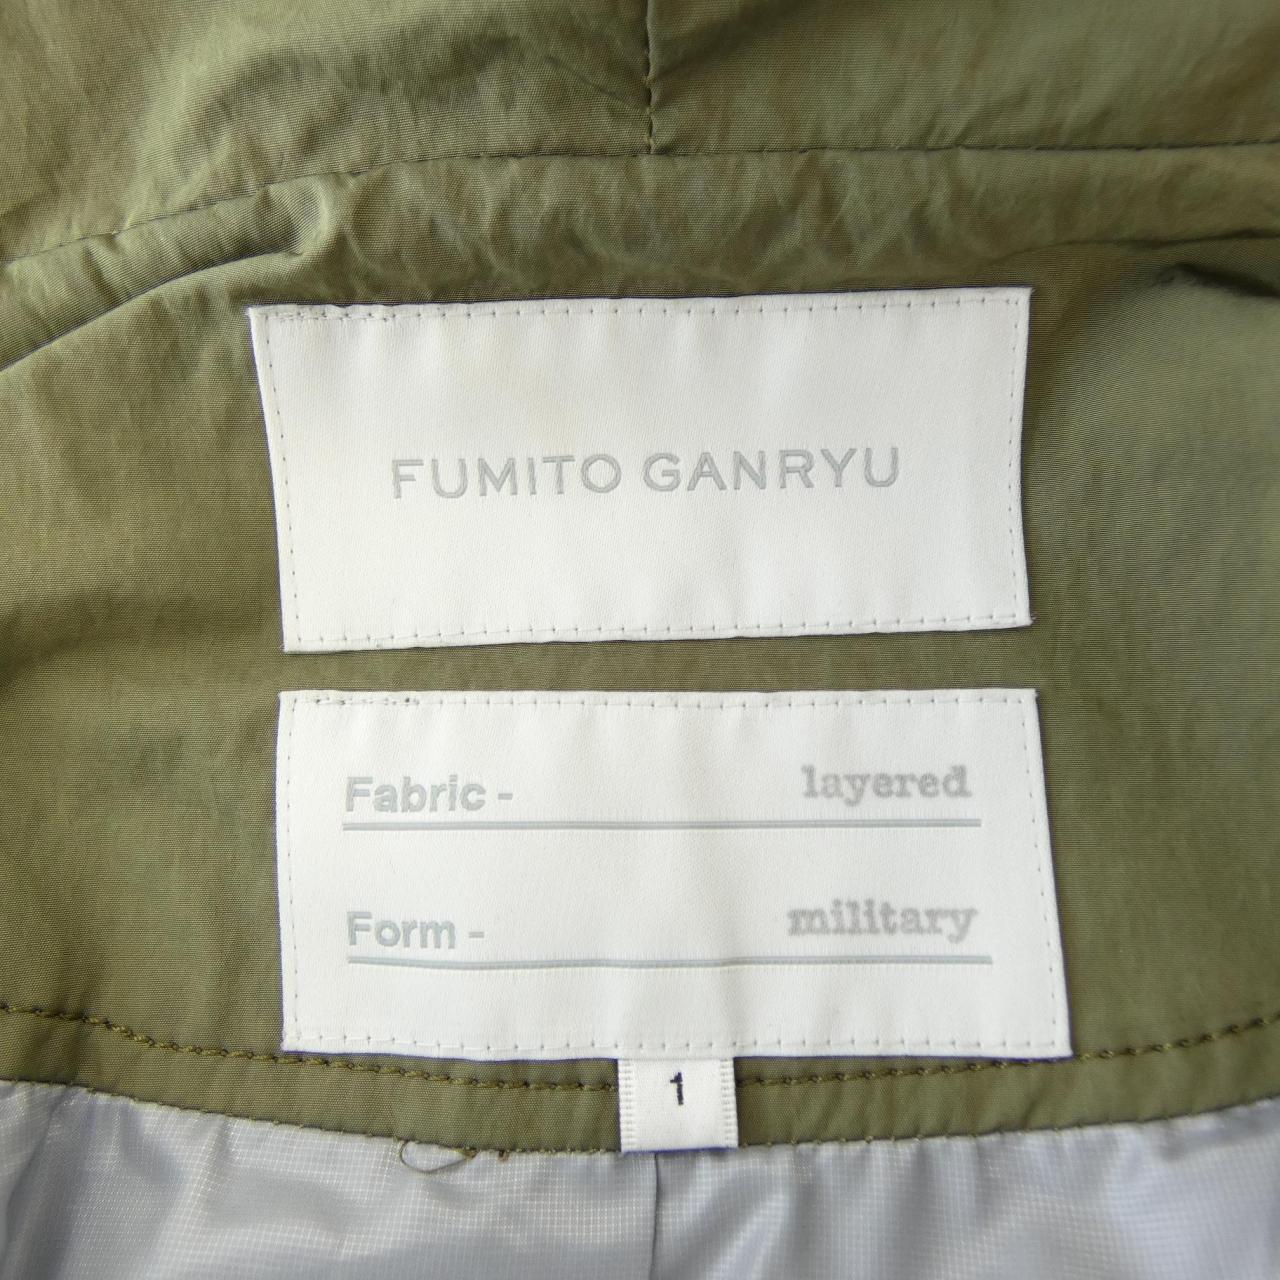 FUMITO GANRYU
Fabric - layered
Form - military
1